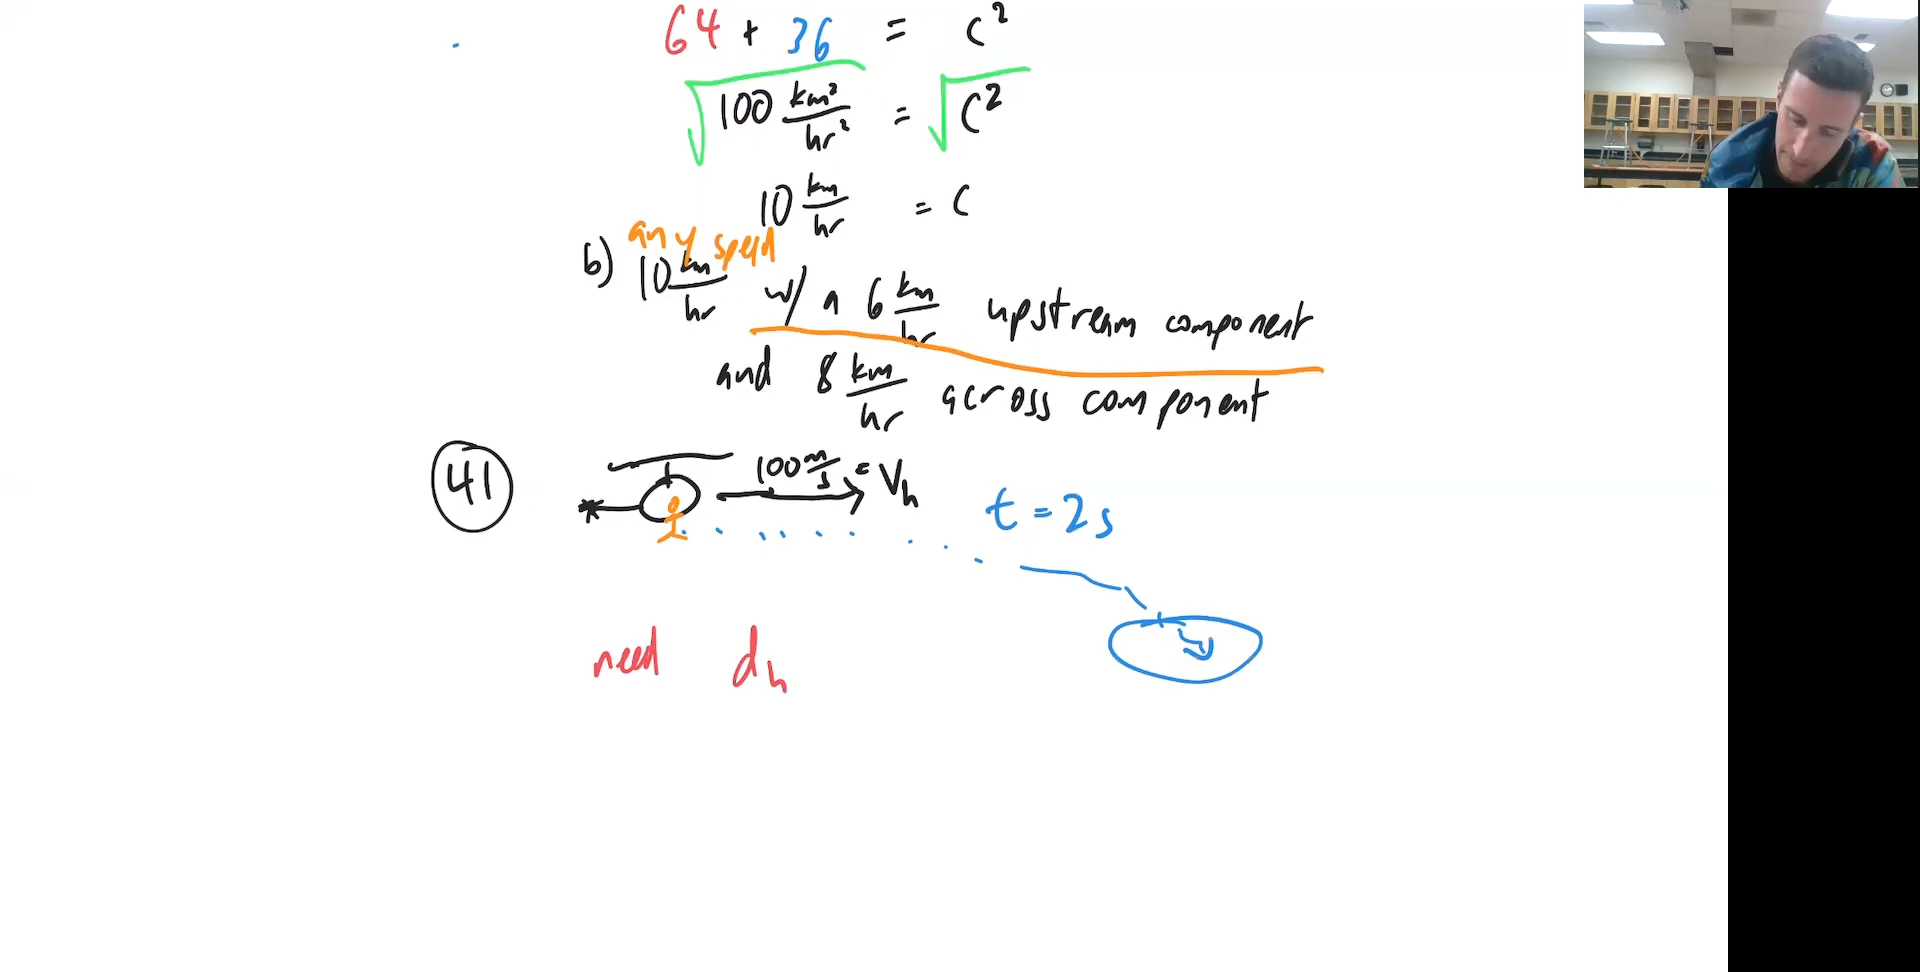 64 + 36 = C²
√100 km²/hr² = √C²
10 km/hr = C
any speed
b) 10 km/hr w/ a 6 km/hr upstream component
and 8 km/hr across component
41 100 m/s = Vh
t = 2s
need dh